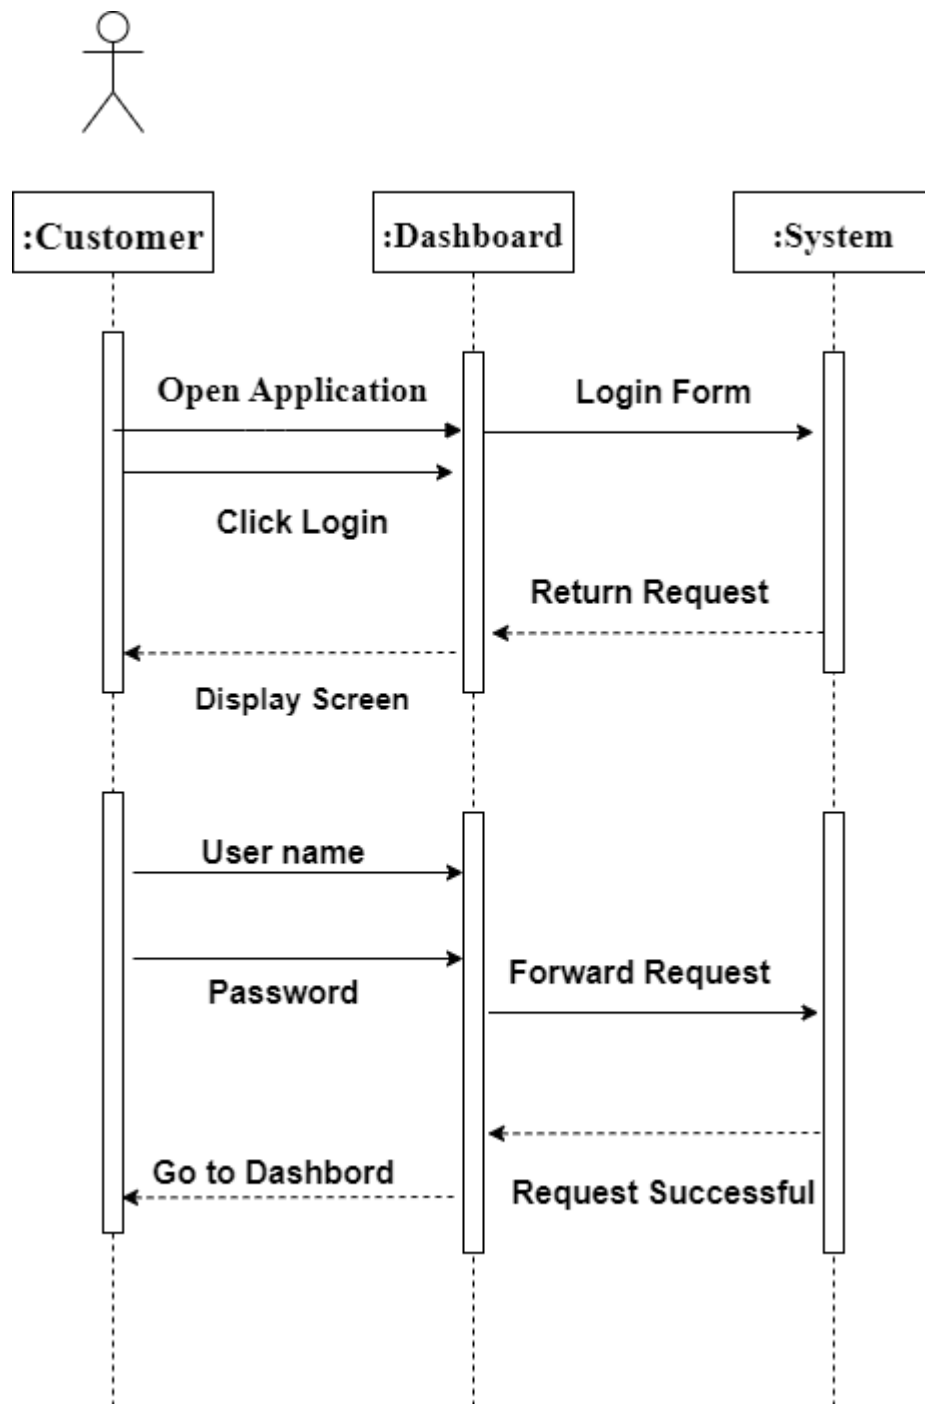 :Customer
:Dashboard
:System
Open Application
Login Form
Click Login
Return Request
Display Screen
User name
Password
Forward Request
Go to Dashbord
Request Successful